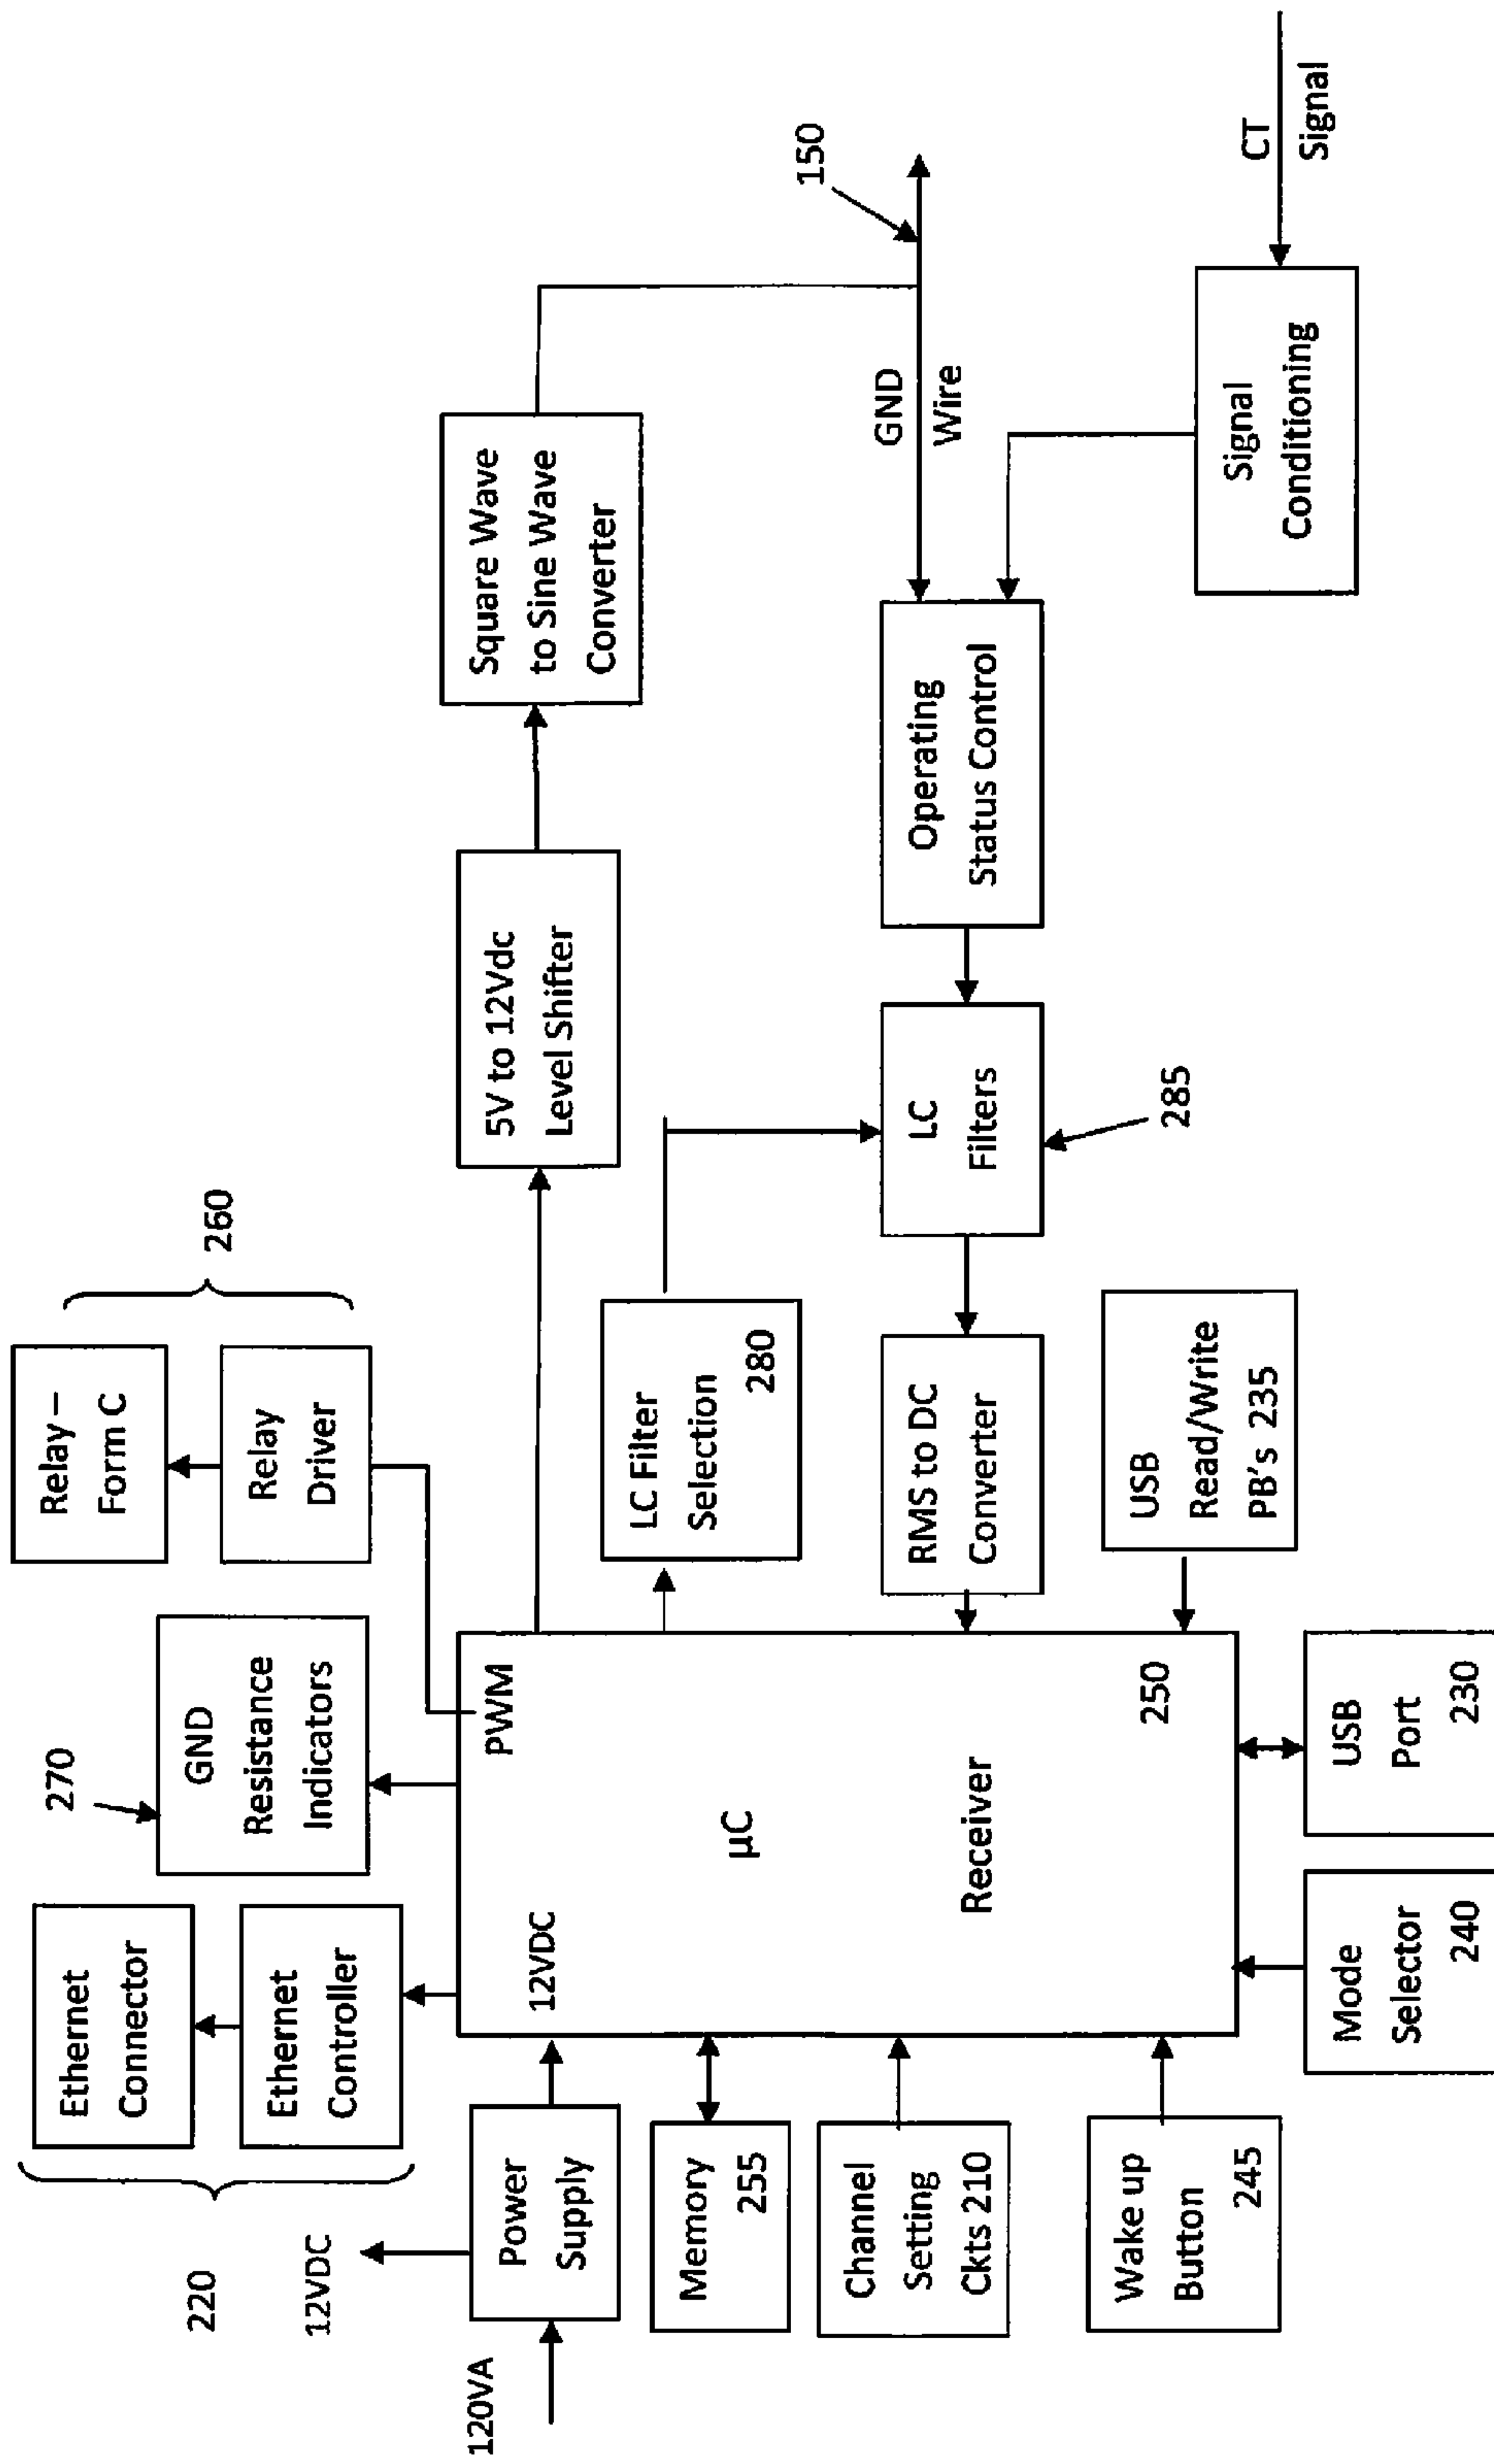 220
Ethernet
Connector
Ethernet
Controller
270
GND
Resistance
Indicators
Relay –
Form C
Relay
Driver
260
12VDC
120VA
Power
Supply
12VDC
PWM
µC
Receiver
250
Memory
255
Channel
Setting
Ckts 210
Wake up
Button
245
Mode
Selector
240
USB
Port
230
USB
Read/Write
PB's 235
5V to 12Vdc
Level Shifter
Square Wave
to Sine Wave
Converter
LC Filter
Selection
280
RMS to DC
Converter
LC
Filters
285
Operating
Status Control
GND
Wire
150
Signal
Conditioning
CT
Signal